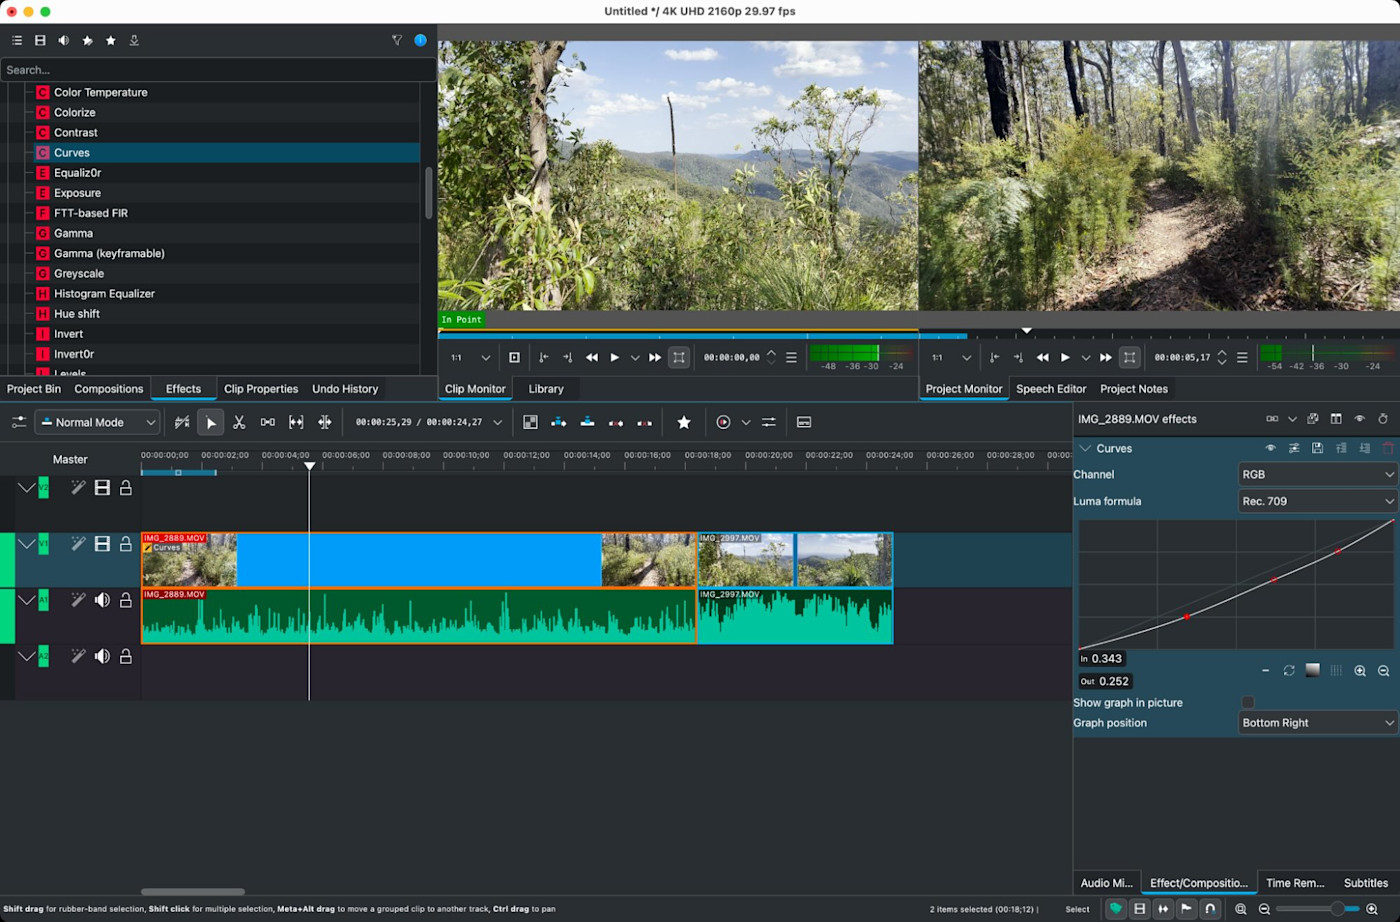 Untitled */ 4K UHD 2160p 29.97 fps
Search...
Color Temperature
Colorize
Contrast
Curves
Equaliz0r
Exposure
FTT-based FIR
Gamma
Gamma (keyframable)
Greyscale
Histogram Equalizer
Hue shift
Invert
Invert0r
Levels
In Point
1:1
00:00:00,00
-48 -36 -30 -24
1:1
00:00:05,17
-54 -42 -36 -30 -24
Project Bin Compositions Effects Clip Properties Undo History
Clip Monitor Library
Project Monitor Speech Editor Project Notes
Normal Mode
00:00:25,29 / 00:00:24,27
IMG_2889.MOV effects
Master
00:00:00;00 00:00:02;00 00:00:04;00 00:00:06;00 00:00:08;00 00:00:10;00 00:00:12;00 00:00:14;00 00:00:16;00 00:00:18;00 00:00:20;00 00:00:22;00 00:00:24;00 00:00:26;00 00:00:28;00
V2
V1
IMG_2889.MOV
Curves
IMG_2997.MOV
A1
IMG_2889.MOV
IMG_2997.MOV
A2
Curves
Channel RGB
Luma formula Rec. 709
In 0.343
Out 0.252
Show graph in picture
Graph position Bottom Right
Audio Mi... Effect/Compositio... Time Rem... Subtitles
Shift drag for rubber-band selection, Shift click for multiple selection, Meta+Alt drag to move a grouped clip to another track, Ctrl drag to pan
2 items selected (00:18;12) |
Select